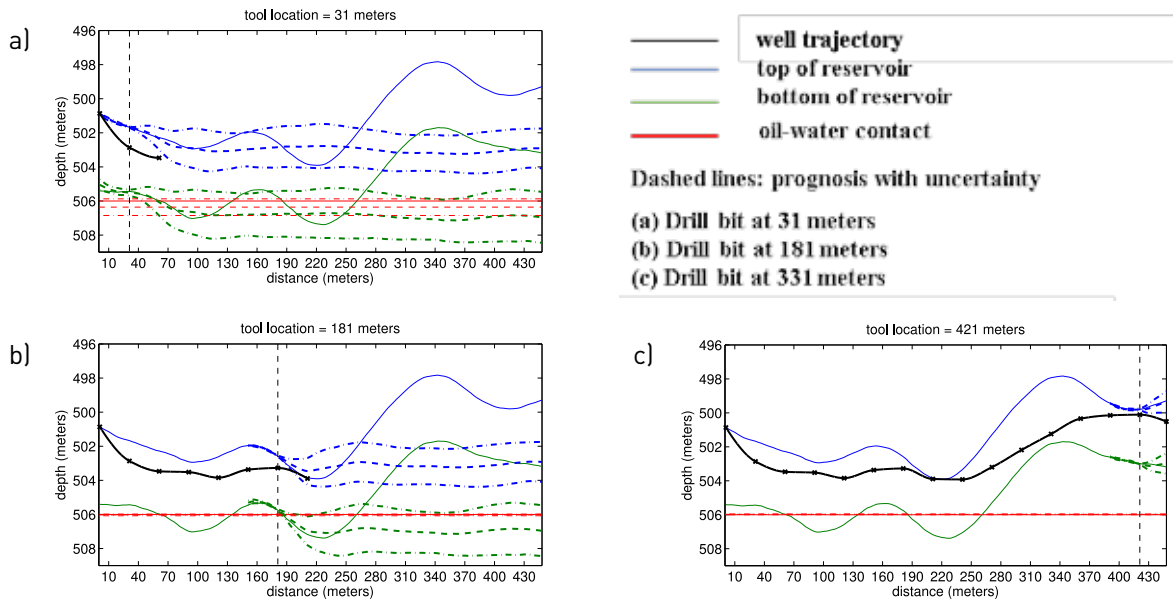 a)
tool location = 31 meters
depth (meters)
496
498
500
502
504
506
508
10 40 70 100 130 160 190 220 250 280 310 340 370 400 430
distance (meters)
well trajectory
top of reservoir
bottom of reservoir
oil-water contact
Dashed lines: prognosis with uncertainty
(a) Drill bit at 31 meters
(b) Drill bit at 181 meters
(c) Drill bit at 331 meters
b)
tool location = 181 meters
depth (meters)
496
498
500
502
504
506
508
10 40 70 100 130 160 190 220 250 280 310 340 370 400 430
distance (meters)
c)
tool location = 421 meters
depth (meters)
496
498
500
502
504
506
508
10 40 70 100 130 160 190 220 250 280 310 340 370 400 430
distance (meters)